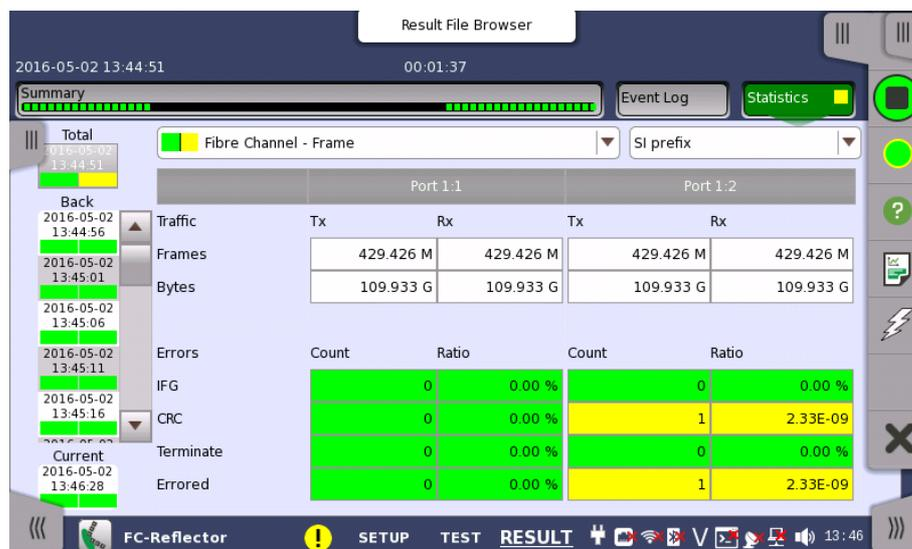 Result File Browser
2016-05-02 13:44:51 00:01:37
Summary Event Log Statistics
Total
2016-05-02
13:44:51
Fibre Channel - Frame SI prefix
Port 1:1 Port 1:2
Back
2016-05-02
13:44:56
2016-05-02
13:45:01
2016-05-02
13:45:06
2016-05-02
13:45:11
2016-05-02
13:45:16
Current
2016-05-02
13:46:28
Traffic Tx Rx Tx Rx
Frames 429.426 M 429.426 M 429.426 M 429.426 M
Bytes 109.933 G 109.933 G 109.933 G 109.933 G
Errors Count Ratio Count Ratio
IFG 0 0.00 % 0 0.00 %
CRC 0 0.00 % 1 2.33E-09
Terminate 0 0.00 % 0 0.00 %
Errored 0 0.00 % 1 2.33E-09
FC-Reflector SETUP TEST RESULT V 13:46